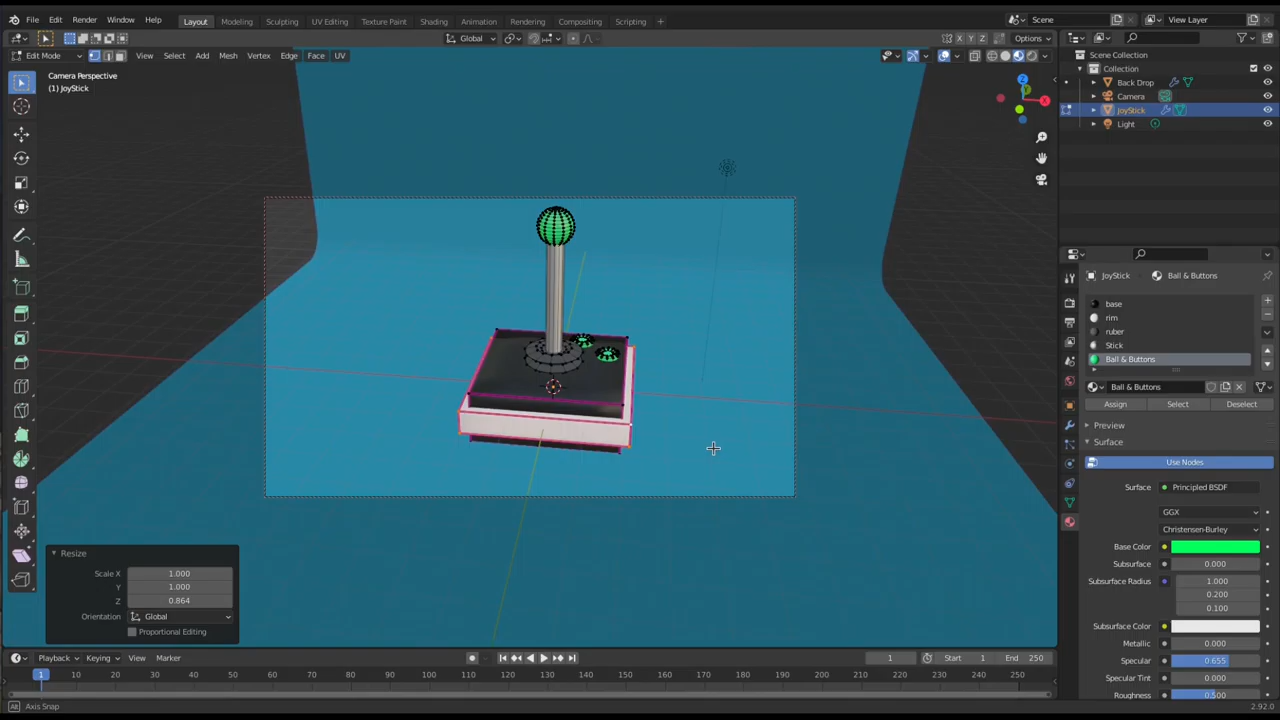 File Edit Render Window Help
Layout Modeling Sculpting UV Editing Texture Paint Shading Animation Rendering Compositing Scripting +
Scene View Layer
Global
X Y Z Options
Edit Mode View Select Add Mesh Vertex Edge Face UV
Camera Perspective
(1) JoyStick
X
Scene Collection
Collection
Back Drop
Camera
JoyStick
Light
JoyStick Ball & Buttons
base
rim
ruber
Stick
Ball & Buttons
Ball & Buttons
Assign Select Deselect
Preview
Surface
Use Nodes
Surface Principled BSDF
GGX
Christensen-Burley
Base Color
Subsurface 0.000
Subsurface Radius 1.000
0.200
0.100
Subsurface Color
Metallic 0.000
Specular 0.655
Specular Tint 0.000
Roughness 0.500
Resize
Scale X 1.000
Y 1.000
Z 0.864
Orientation Global
Proportional Editing
Playback Keying View Marker 1 Start 1 End 250
1 10 20 30 40 50 60 70 80 90 100 110 120 130 140 150 160 170 180 190 200 210 220 230 240 250
Axis Snap 2.92.0